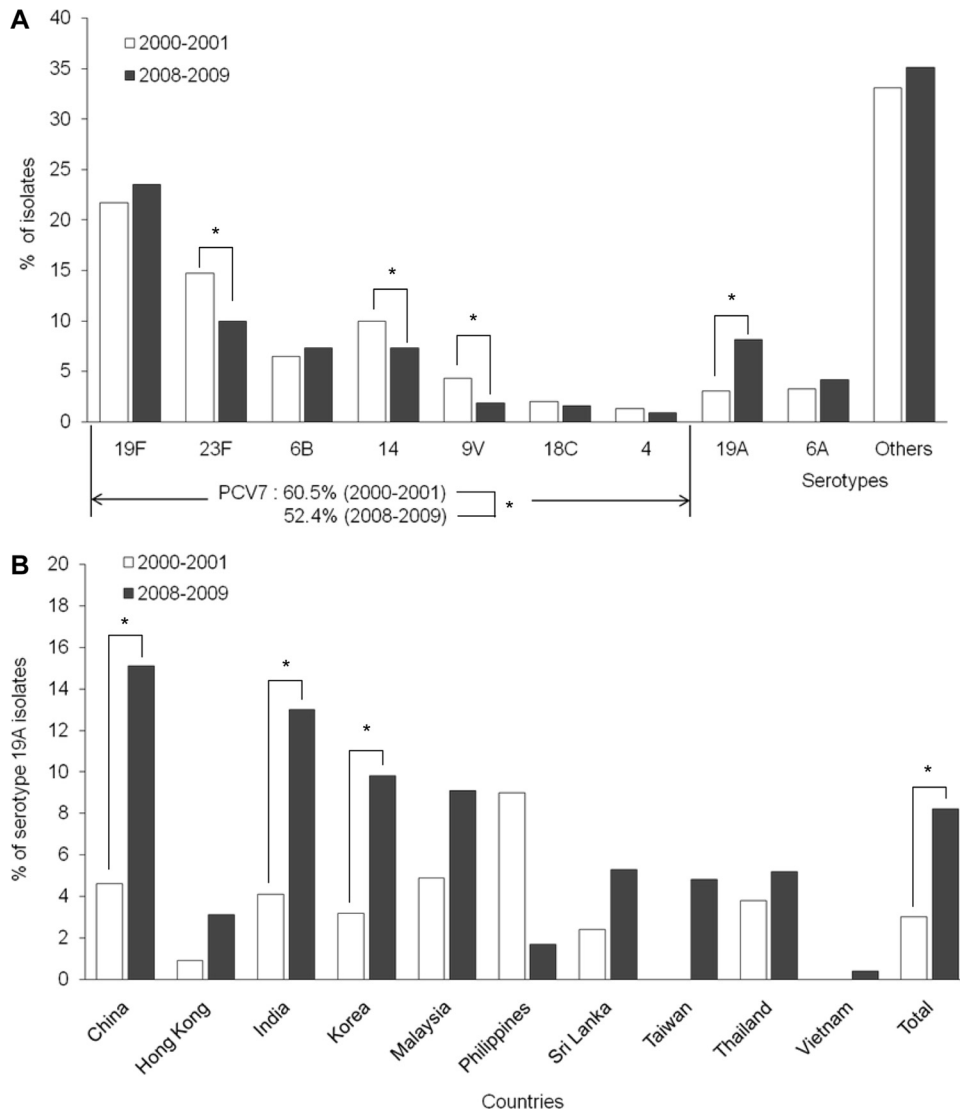 A
40
35
30
25
20
15
10
5
0
% of isolates
2000-2001
2008-2009
*
*
*
*
19F 23F 6B 14 9V 18C 4 19A 6A Others
Serotypes
PCV7 : 60.5% (2000-2001)
52.4% (2008-2009)
*
B
20
18
16
14
12
10
8
6
4
2
0
% of serotype 19A isolates
2000-2001
2008-2009
*
*
*
*
China
Hong Kong
India
Korea
Malaysia
Philippines
Sri Lanka
Taiwan
Thailand
Vietnam
Total
Countries